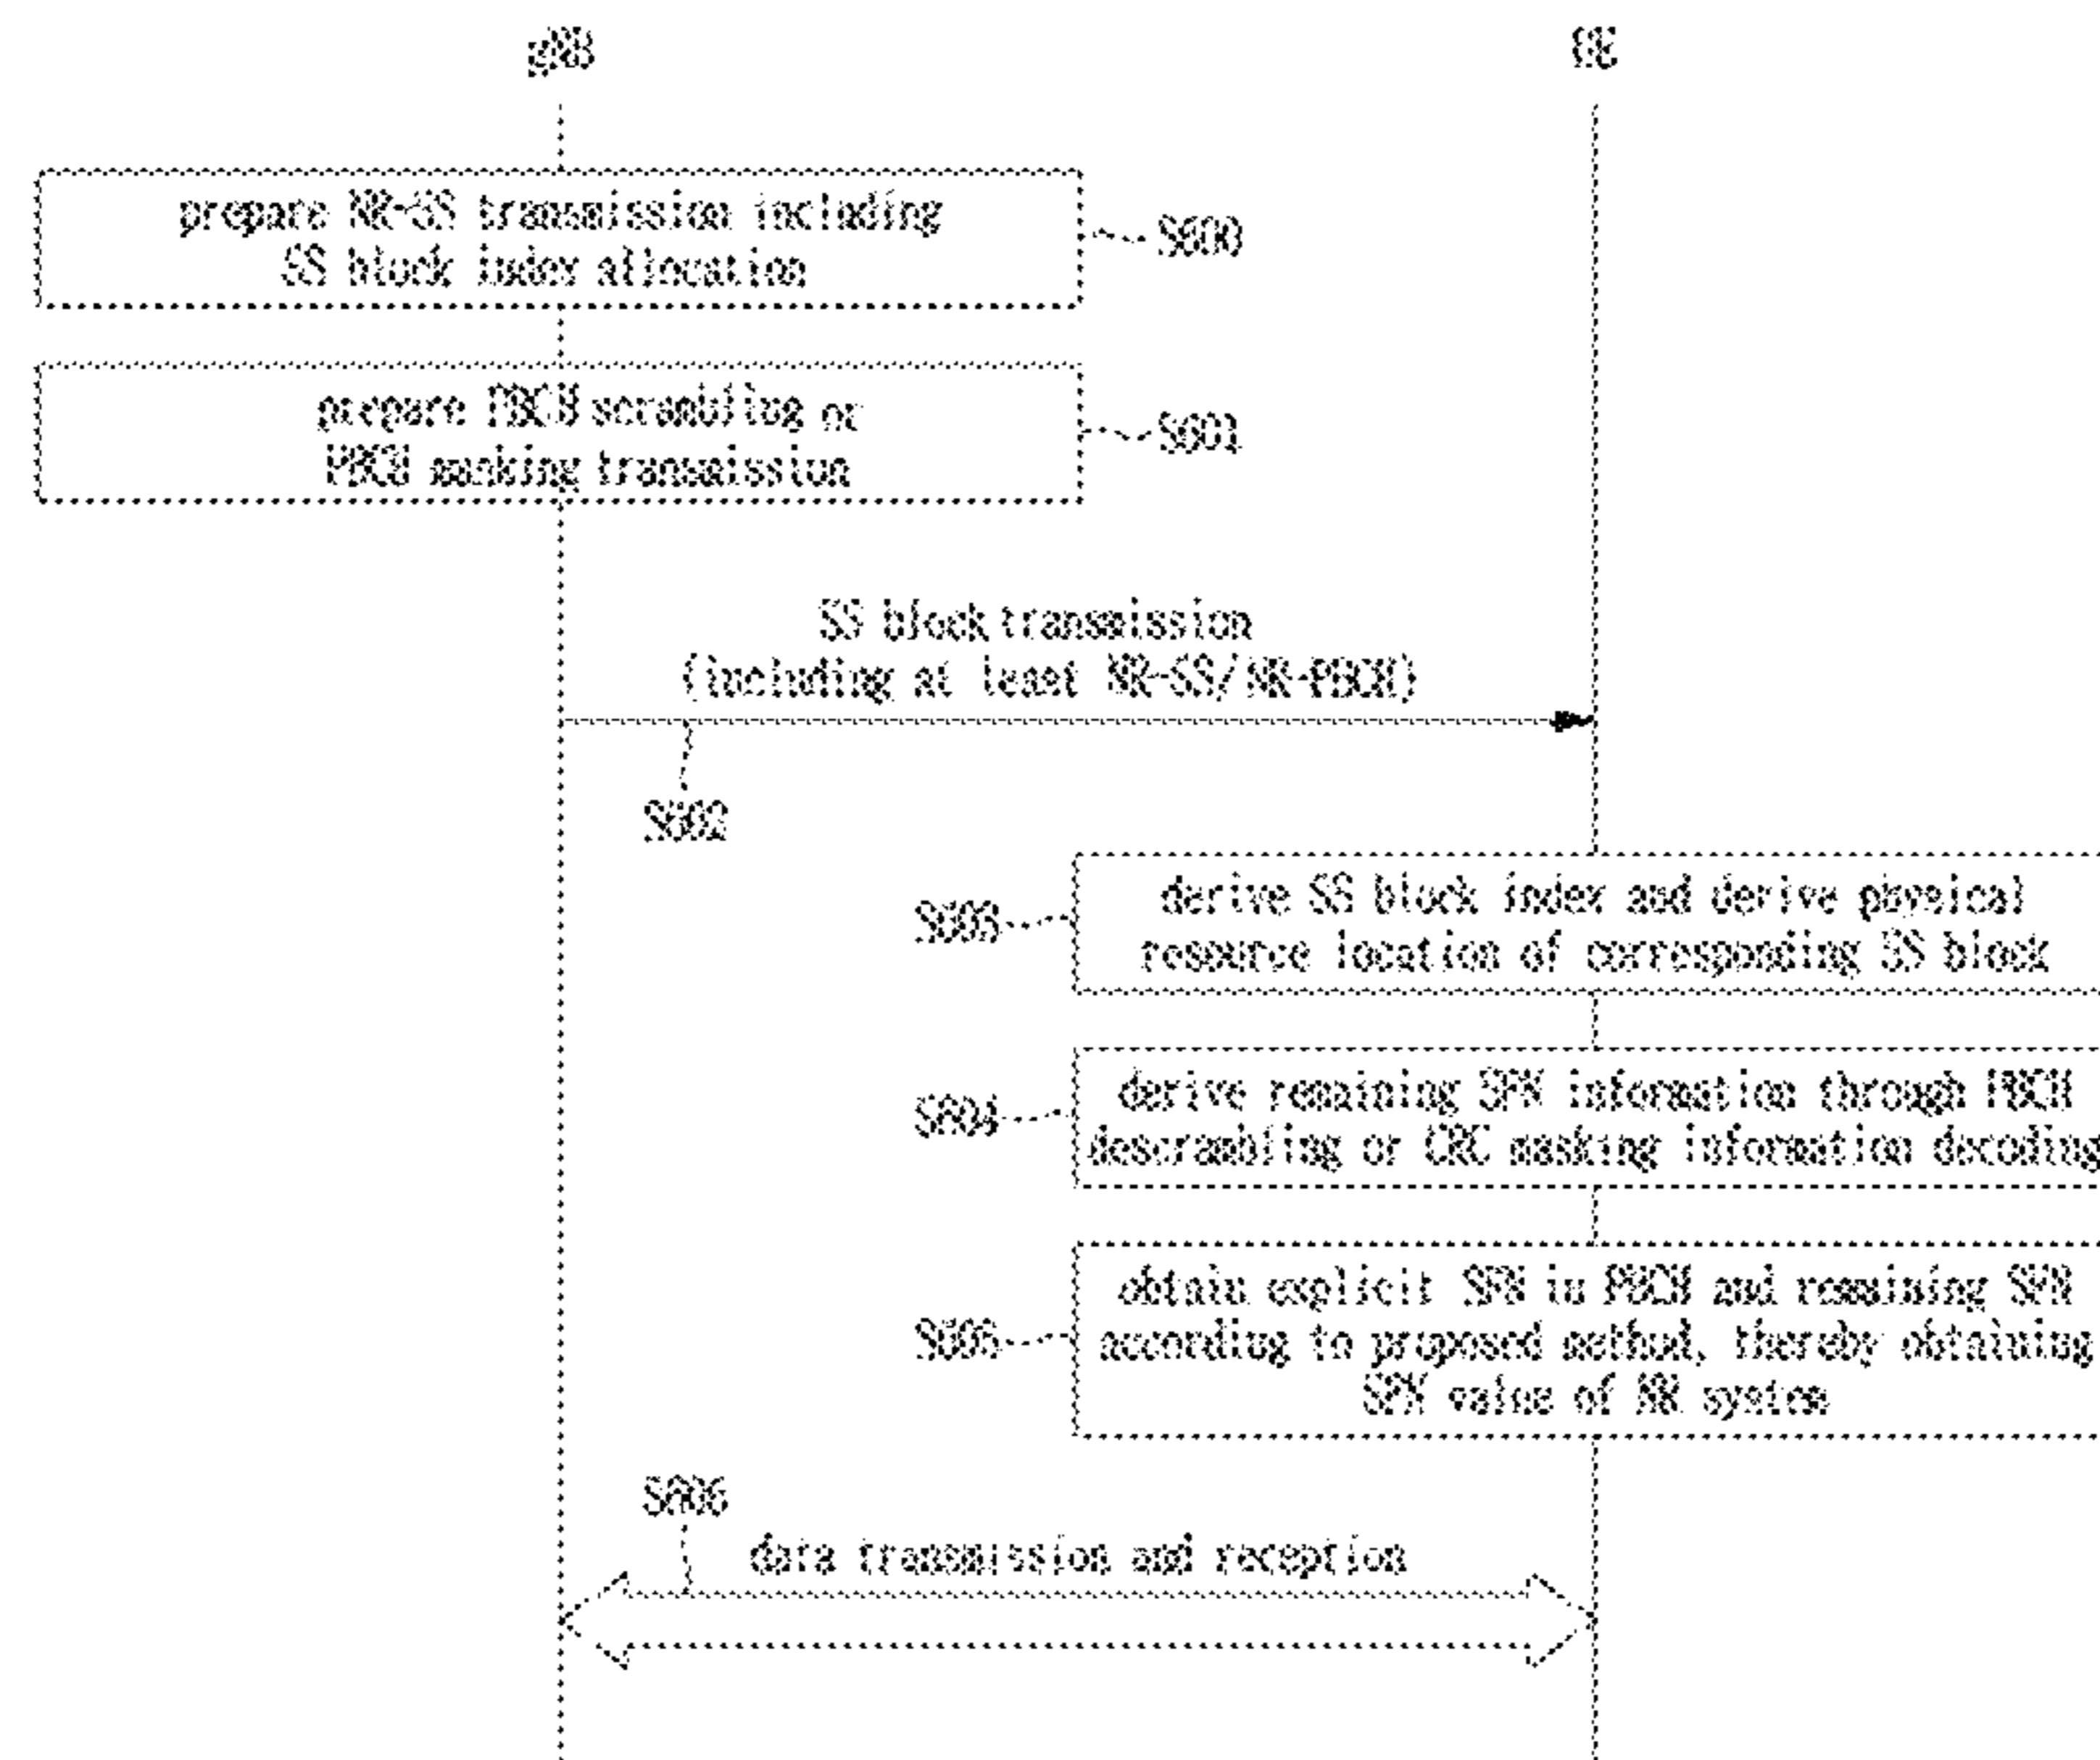 gNB
UE
prepare NR-SS transmission including
SS block index allocation
S600
prepare PBCH scrambling or
PBCH masking transmission
S601
SS block transmission
(including at least NR-SS/NR-PBCH)
S602
derive SS block index and derive physical
resource location of corresponding SS block
S603
derive remaining SFN information through PBCH
descrambling or CRC masking information decoding
S604
obtain explicit SFN in PBCH and remaining SFN
according to proposed method, thereby obtaining
SFN value of NR system
S605
S606
data transmission and reception